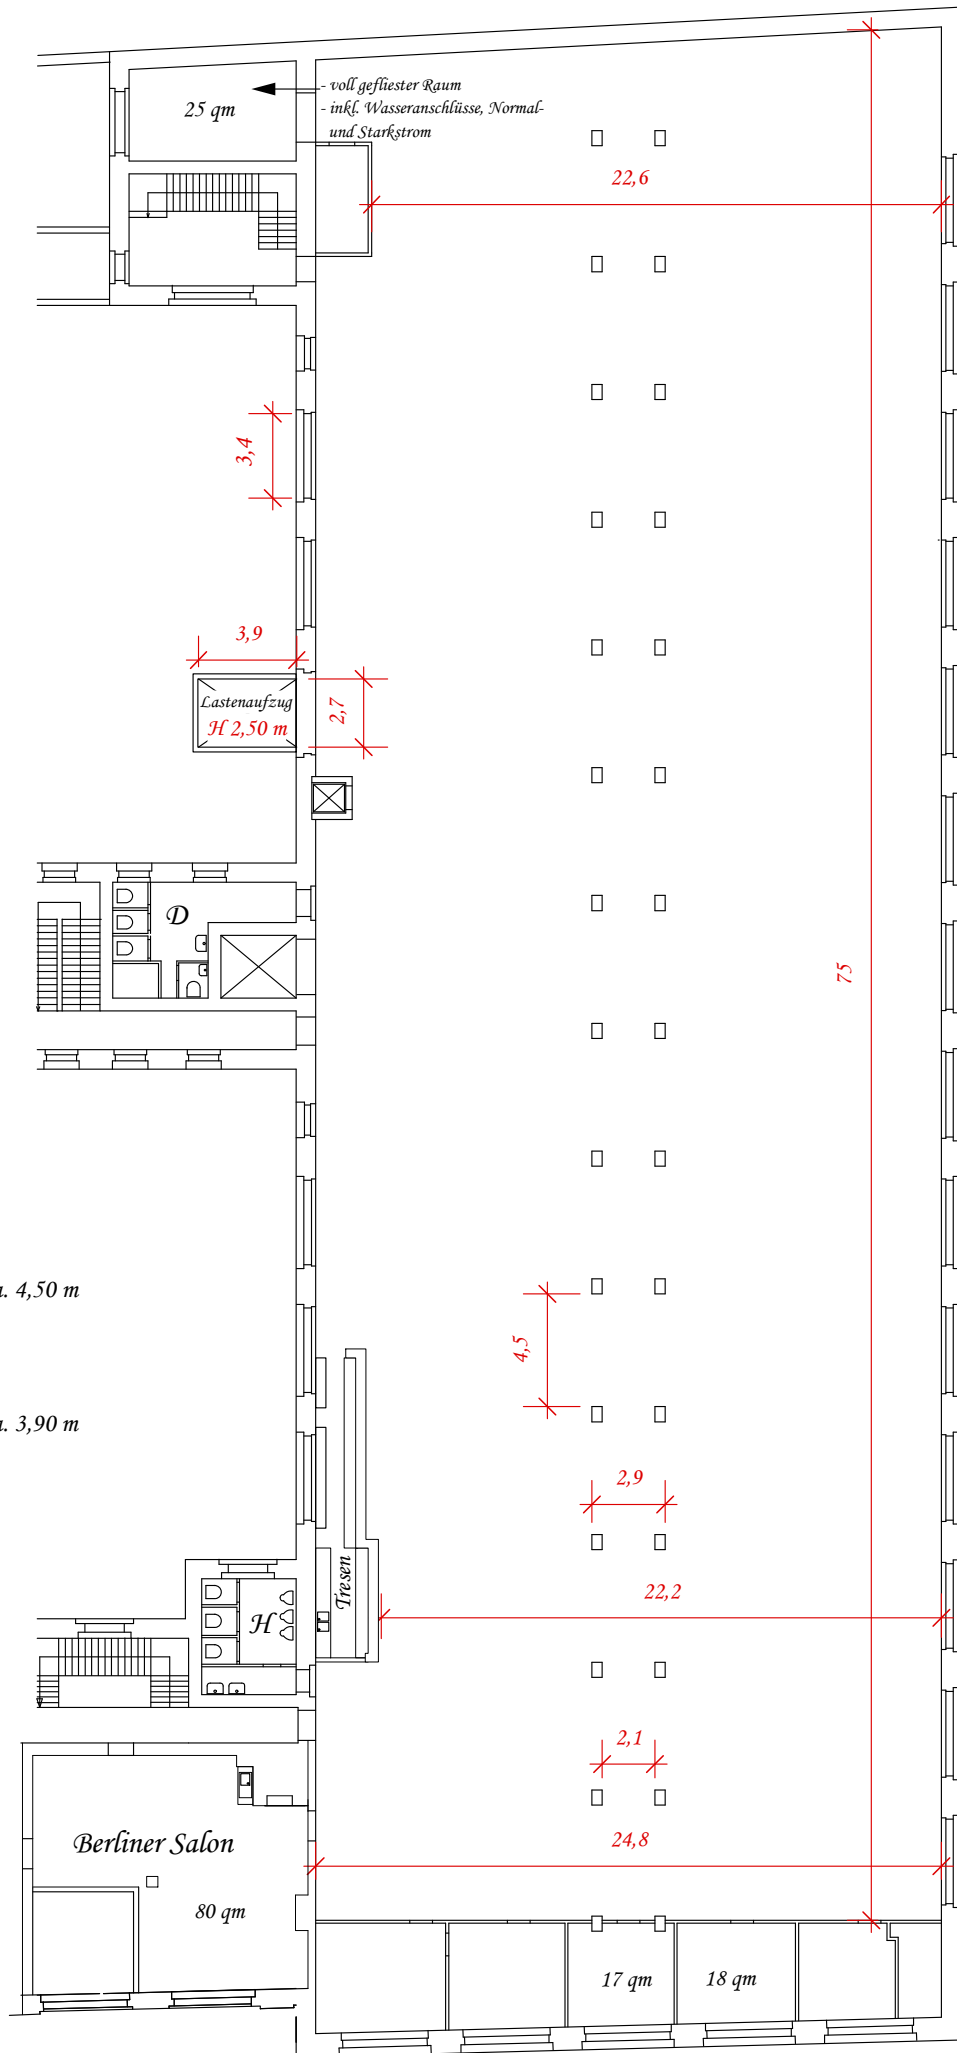 25 qm
- voll gefliester Raum
- inkl. Wasseranschlüsse, Normal-
und Starkstrom
22,6
3,4
3,9
Lastenaufzug
H 2,50 m
2,7
D
75
4,50 m
4,5
3,90 m
2,9
Tresen
22,2
H
2,1
Berliner Salon
24,8
80 qm
17 qm
18 qm